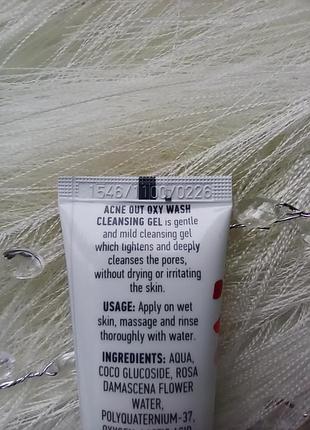 1546/1100/0226
ACNE OUT OXY WASH
CLEANSING GEL is gentle
and mild cleansing gel
which tightens and deeply
cleanses the pores,
without drying or irritating
the skin.
USAGE: Apply on wet
skin, massage and rinse
thoroughly with water.
INGREDIENTS: AQUA,
COCO GLUCOSIDE, ROSA
DAMASCENA FLOWER
WATER,
POLYQUATERNIUM-37,